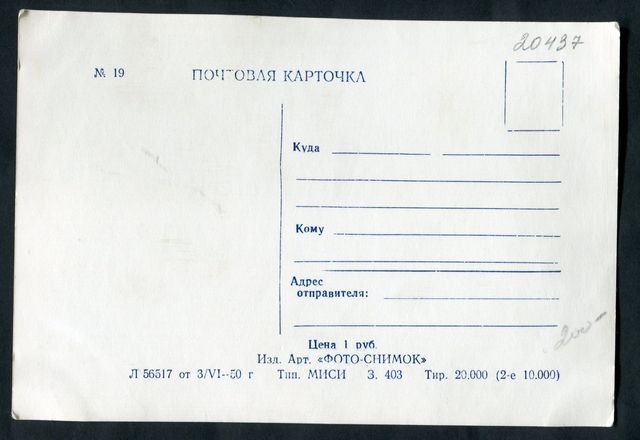 20437
№ 19
ПОЧТОВАЯ КАРТОЧКА
Куда
Кому
Адрес
отправителя:
200-
Цена 1 руб.
Изд. Арт. «ФОТО-СНИМОК»
Л 56517 от 3/VI--50 г Тип. МИСИ З. 403 Тир. 20.000 (2-е 10.000)